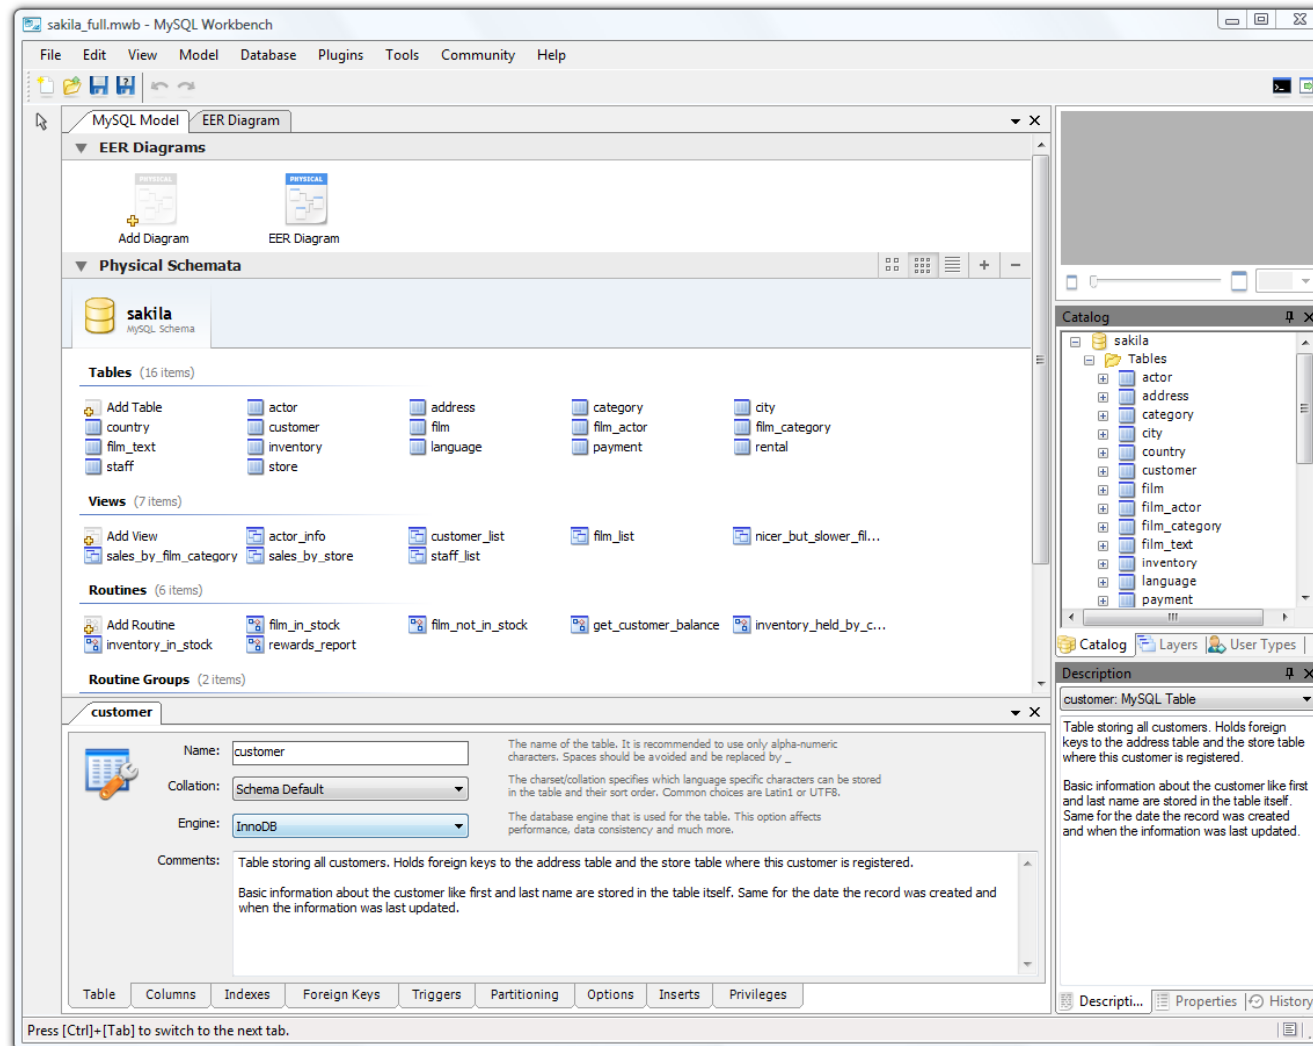 sakila_full.mwb - MySQL Workbench
File Edit View Model Database Plugins Tools Community Help
MySQL Model EER Diagram
EER Diagrams
PHYSICAL PHYSICAL
Add Diagram EER Diagram
Physical Schemata
sakila
MySQL Schema
Tables (16 items)
Add Table actor address category city
country customer film film_actor film_category
film_text inventory language payment rental
staff store
Views (7 items)
Add View actor_info customer_list film_list nicer_but_slower_fil...
sales_by_film_category sales_by_store staff_list
Routines (6 items)
Add Routine film_in_stock film_not_in_stock get_customer_balance inventory_held_by_c...
inventory_in_stock rewards_report
Routine Groups (2 items)
customer
Name: customer
The name of the table. It is recommended to use only alpha-numeric
characters. Spaces should be avoided and be replaced by _
Collation: Schema Default
The charset/collation specifies which language specific characters can be stored
in the table and their sort order. Common choices are Latin1 or UTF8.
Engine: InnoDB
The database engine that is used for the table. This option affects
performance, data consistency and much more.
Comments: Table storing all customers. Holds foreign keys to the address table and the store table where this customer is registered.
Basic information about the customer like first and last name are stored in the table itself. Same for the date the record was created and
when the information was last updated.
Table Columns Indexes Foreign Keys Triggers Partitioning Options Inserts Privileges
Catalog
sakila
Tables
actor
address
category
city
country
customer
film
film_actor
film_category
film_text
inventory
language
payment
Catalog Layers User Types
Description
customer: MySQL Table
Table storing all customers. Holds foreign
keys to the address table and the store table
where this customer is registered.
Basic information about the customer like first
and last name are stored in the table itself.
Same for the date the record was created
and when the information was last updated.
Descripti... Properties History
Press [Ctrl]+[Tab] to switch to the next tab.